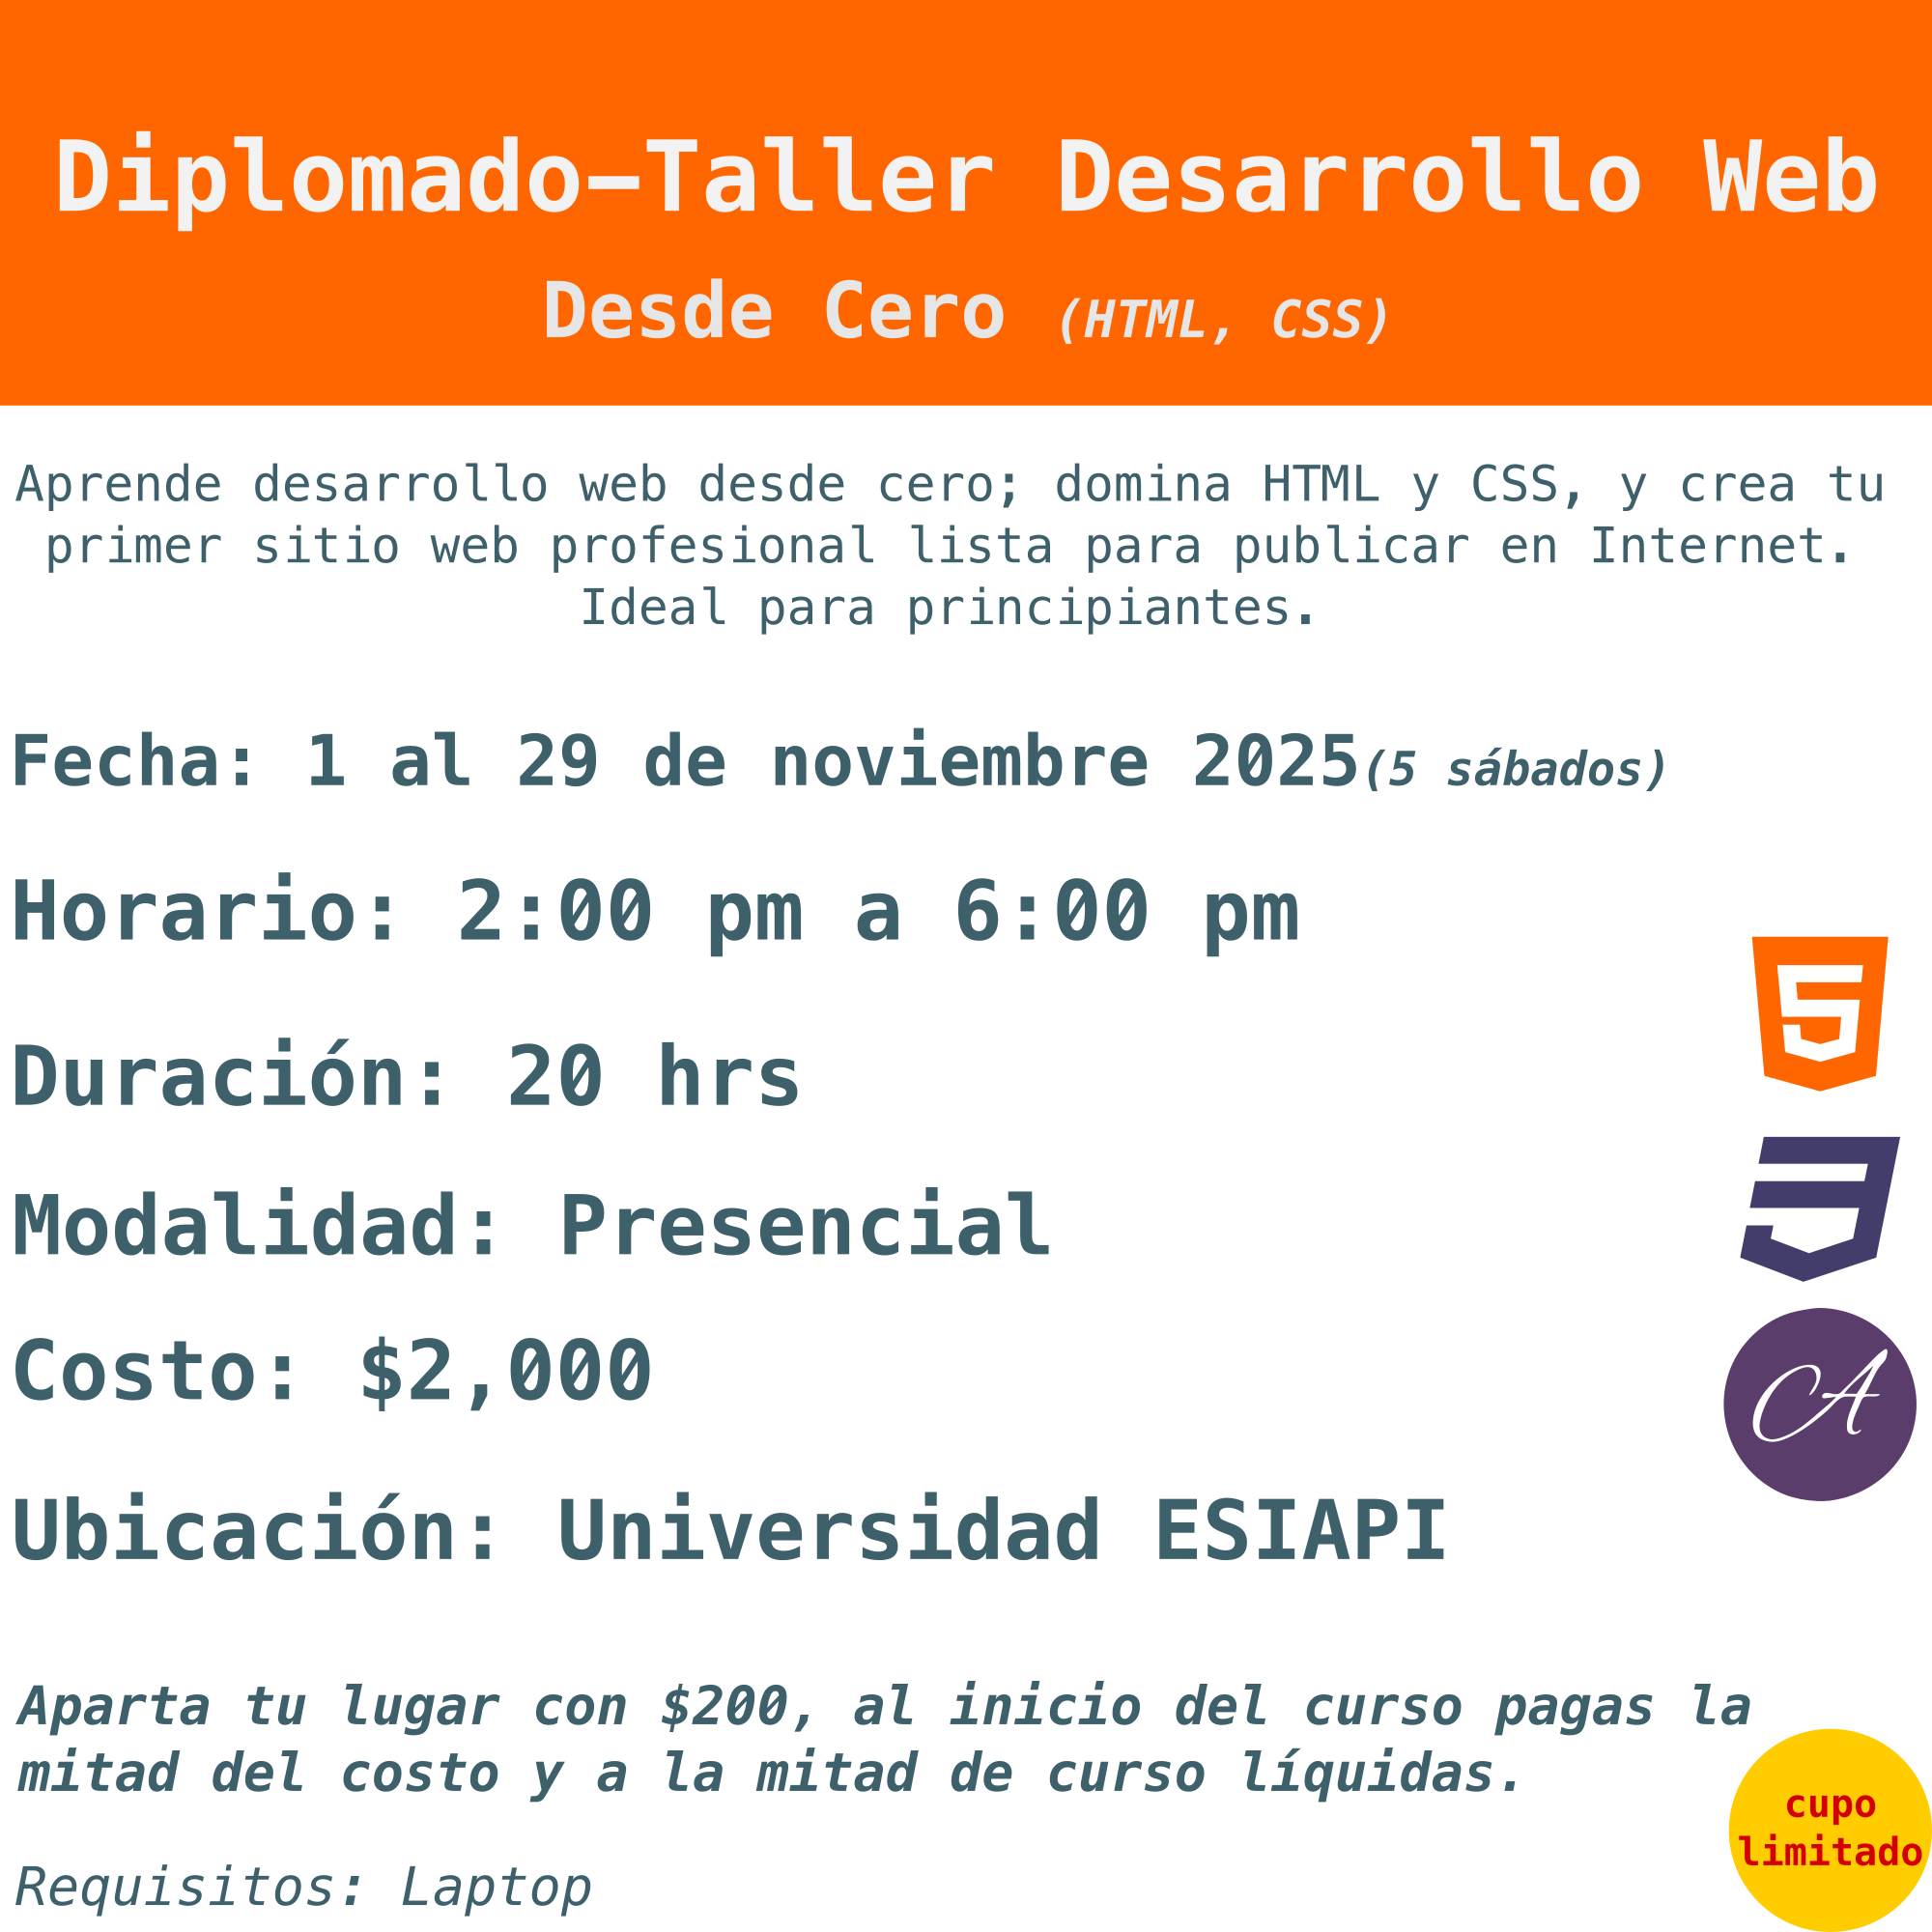 Diplomado–Taller Desarrollo Web
Desde Cero (HTML, CSS)
Aprende desarrollo web desde cero; domina HTML y CSS, y crea tu
primer sitio web profesional lista para publicar en Internet.
Ideal para principiantes.
Fecha: 1 al 29 de noviembre 2025(5 sábados)
Horario: 2:00 pm a 6:00 pm
Duración: 20 hrs
Modalidad: Presencial
Costo: $2,000
CA
Ubicación: Universidad ESIAPI
Aparta tu lugar con $200, al inicio del curso pagas la
mitad del costo y a la mitad de curso líquidas.
cupo
limitado
Requisitos: Laptop